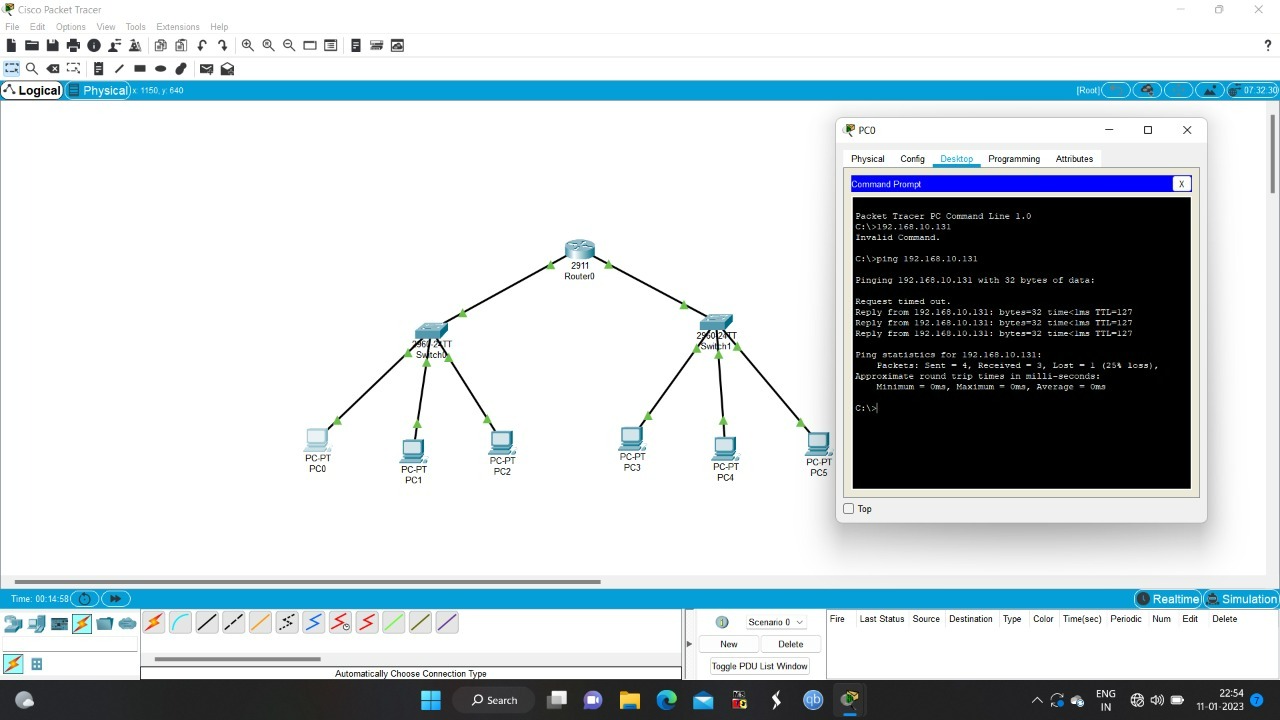 Cisco Packet Tracer
File Edit Options View Tools Extensions Help
?
Logical Physical x: 1150, y: 640 [Root] 07:32:30
PC0
Physical Config Desktop Programming Attributes
Command Prompt X
Packet Tracer PC Command Line 1.0
C:\>192.168.10.131
Invalid Command.
C:\>ping 192.168.10.131
Pinging 192.168.10.131 with 32 bytes of data:
Request timed out.
Reply from 192.168.10.131: bytes=32 time<1ms TTL=127
Reply from 192.168.10.131: bytes=32 time<1ms TTL=127
Reply from 192.168.10.131: bytes=32 time<1ms TTL=127
Ping statistics for 192.168.10.131:
Packets: Sent = 4, Received = 3, Lost = 1 (25% loss),
Approximate round trip times in milli-seconds:
Minimum = 0ms, Maximum = 0ms, Average = 0ms
C:\>
Top
2911
Router0
2960-24TT
Switch0
2960-24TT
Switch1
PC-PT
PC0
PC-PT
PC1
PC-PT
PC2
PC-PT
PC3
PC-PT
PC4
PC-PT
PC5
Time: 00:14:58 Realtime Simulation
Scenario 0
New Delete
Toggle PDU List Window
Fire Last Status Source Destination Type Color Time(sec) Periodic Num Edit Delete
Automatically Choose Connection Type
Search
qb
ENG
IN
22:54
11-01-2023
7